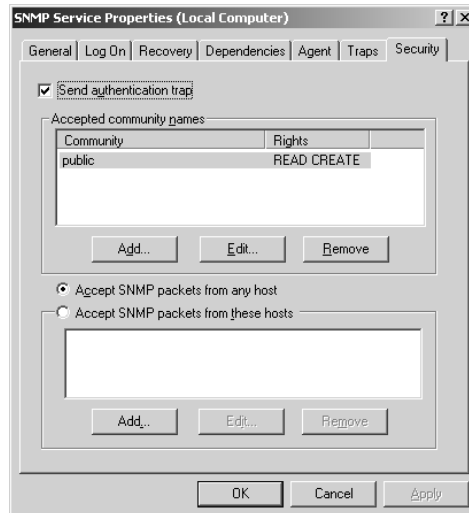 SNMP Service Properties (Local Computer)
General Log On Recovery Dependencies Agent Traps Security
Send authentication trap
Accepted community names
Community Rights
public READ CREATE
Add... Edit... Remove
Accept SNMP packets from any host
Accept SNMP packets from these hosts
Add... Edit... Remove
OK Cancel Apply